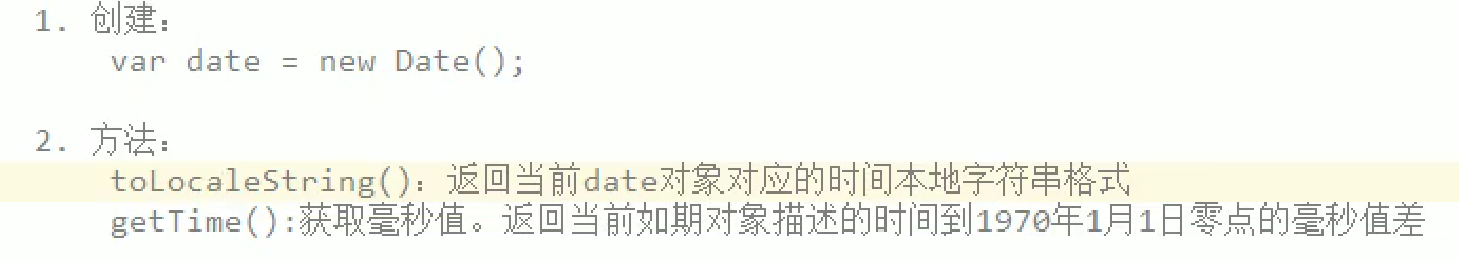 1. 创建：
var date = new Date();
2. 方法：
toLocaleString()：返回当前date对象对应的时间本地字符串格式
getTime():获取毫秒值。返回当前如期对象描述的时间到1970年1月1日零点的毫秒值差